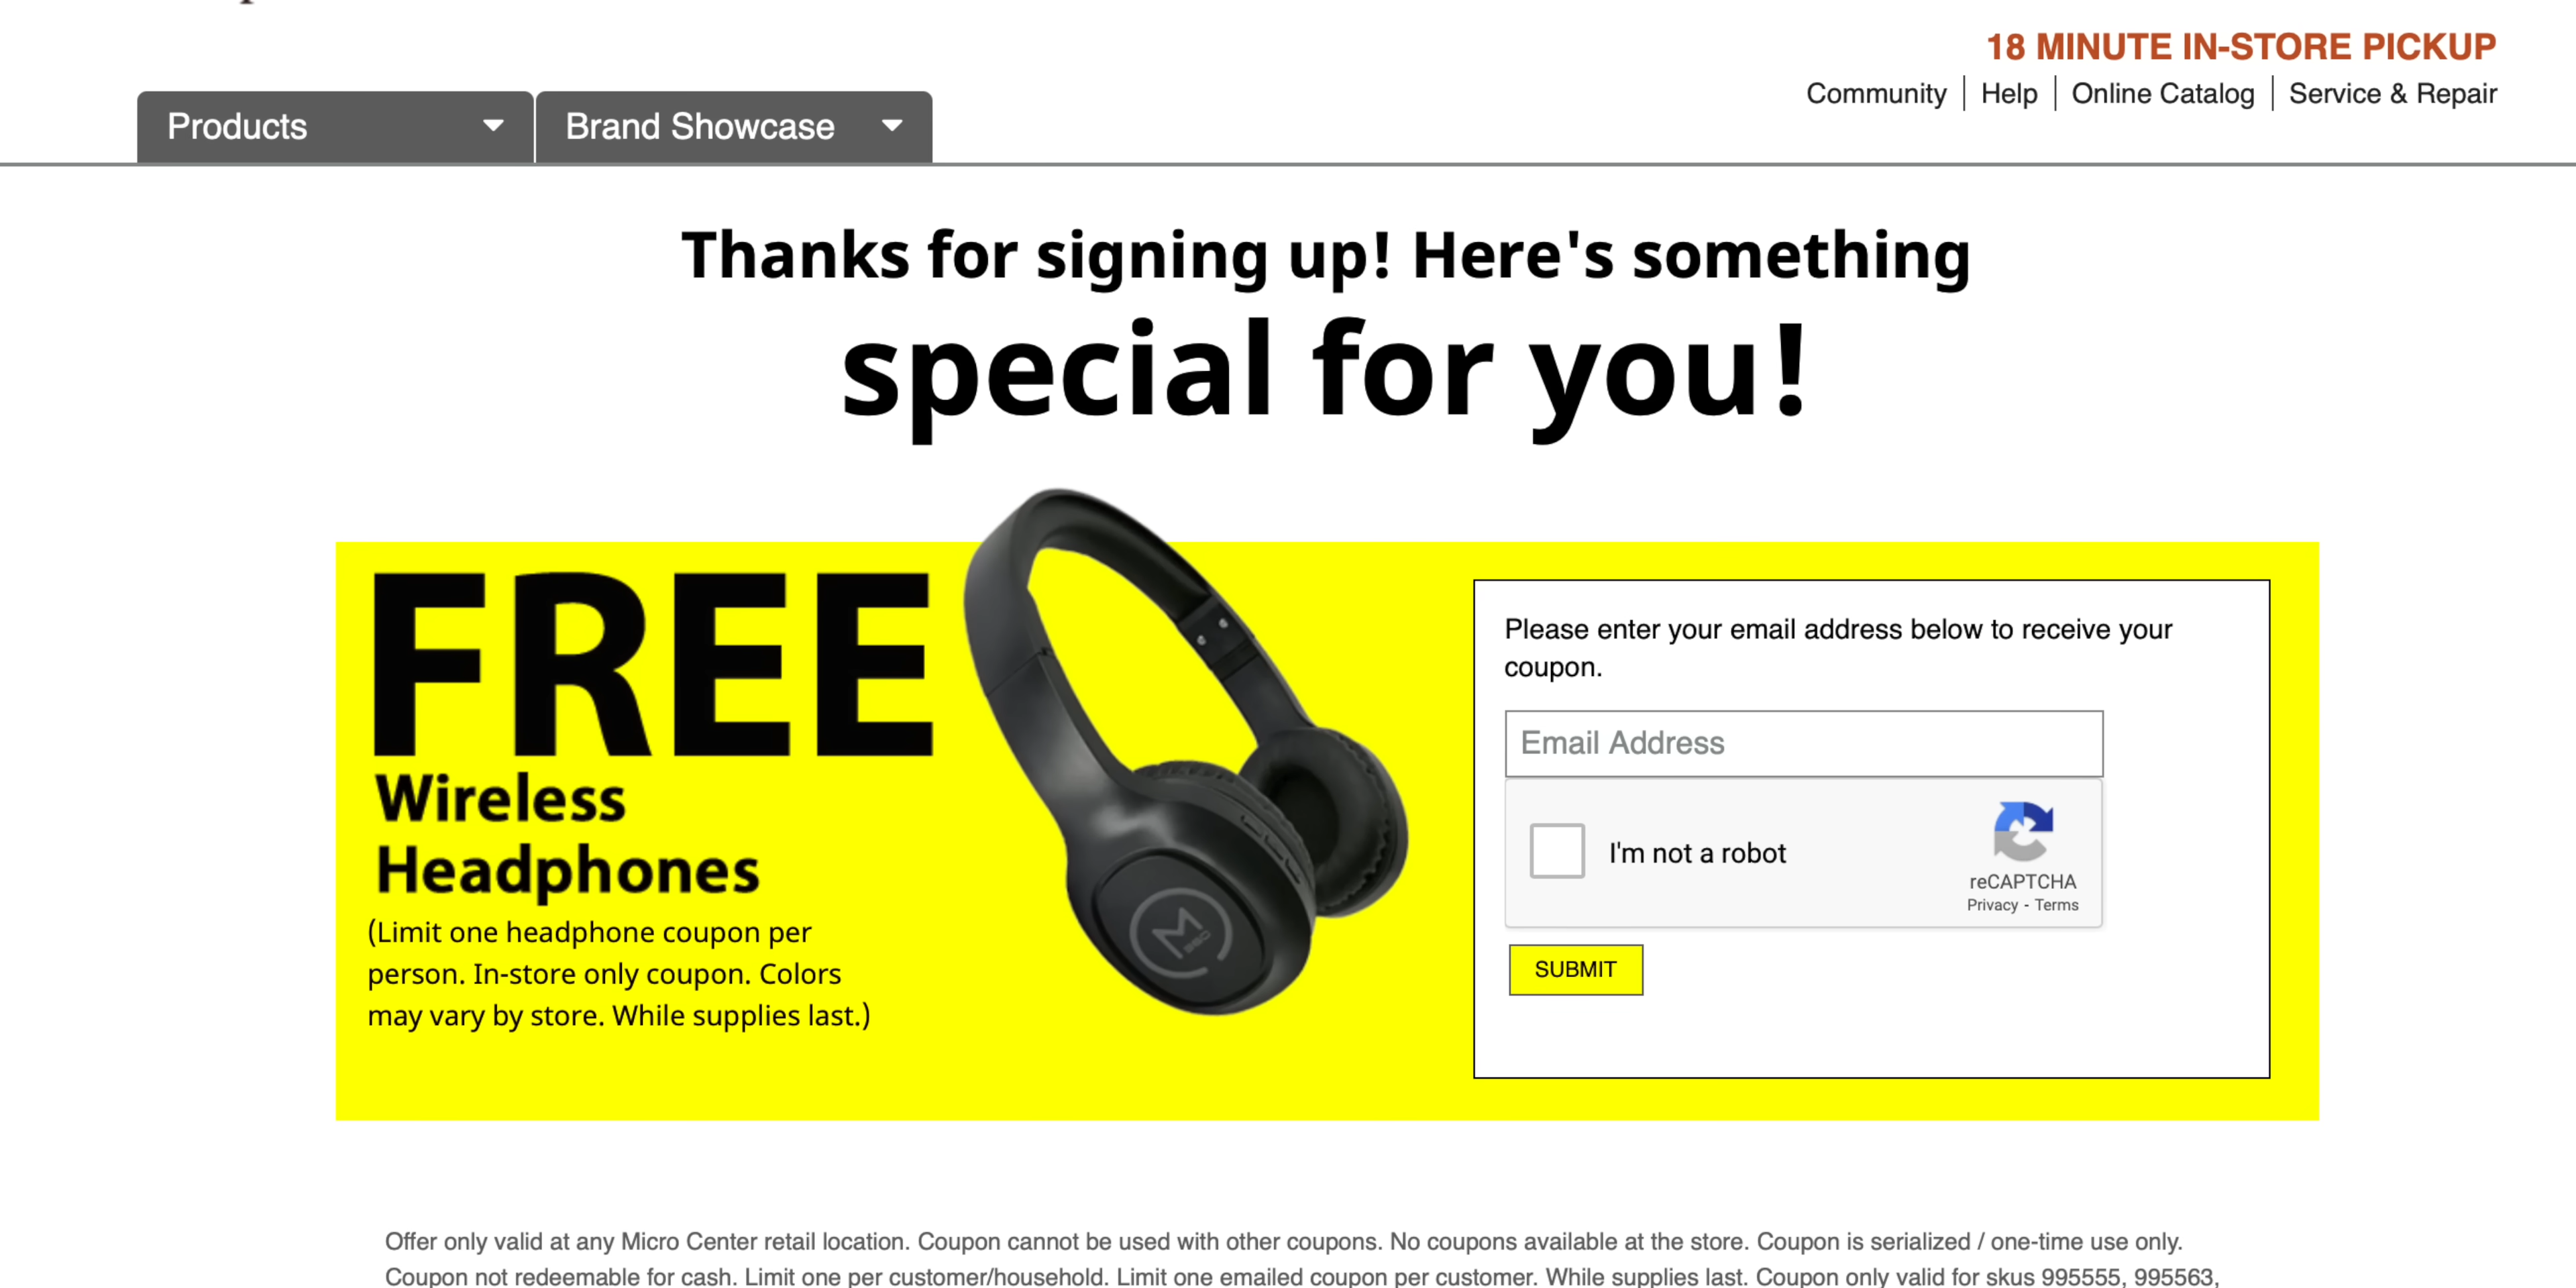 18 MINUTE IN-STORE PICKUP
Community | Help | Online Catalog | Service & Repair
Products
Brand Showcase
Thanks for signing up! Here's something
special for you!
FREE
Wireless
Headphones
(Limit one headphone coupon per
person. In-store only coupon. Colors
may vary by store. While supplies last.)
M
360
Please enter your email address below to receive your
coupon.
Email Address
I'm not a robot
reCAPTCHA
Privacy - Terms
SUBMIT
Offer only valid at any Micro Center retail location. Coupon cannot be used with other coupons. No coupons available at the store. Coupon is serialized / one-time use only.
Coupon not redeemable for cash. Limit one per customer/household. Limit one emailed coupon per customer. While supplies last. Coupon only valid for skus 995555, 995563,